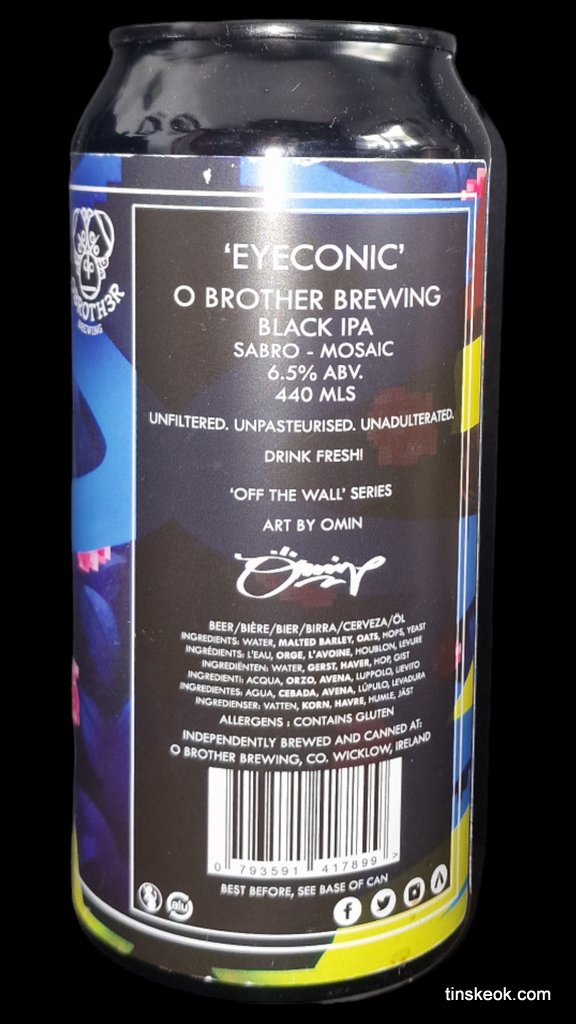 'EYECONIC'
O BROTHER BREWING
BLACK IPA
SABRO - MOSAIC
6.5% ABV.
440 MLS
UNFILTERED. UNPASTEURISED. UNADULTERATED.
DRINK FRESH!
'OFF THE WALL' SERIES
ART BY OMIN
Ömin
BROTH3R
BREWING
BEER/BIÈRE/BIER/BIRRA/CERVEZA/ÖL
INGREDIENTS: WATER, MALTED BARLEY, OATS, HOPS, YEAST
INGRÉDIENTS: L'EAU, ORGE, L'AVOINE, HOUBLON, LEVURE
INGREDIËNTEN: WATER, GERST, HAVER, HOP, GIST
INGREDIENTI: ACQUA, ORZO, AVENA, LUPPOLO, LIEVITO
INGREDIENTES: AGUA, CEBADA, AVENA, LÚPULO, LEVADURA
INGREDIENSER: VATTEN, KORN, HAVRE, HUMLE, JÄST
ALLERGENS : CONTAINS GLUTEN
INDEPENDENTLY BREWED AND CANNED AT:
O BROTHER BREWING, CO. WICKLOW, IRELAND
0 793591 417899 >
BEST BEFORE, SEE BASE OF CAN
alu
tinskeok.com